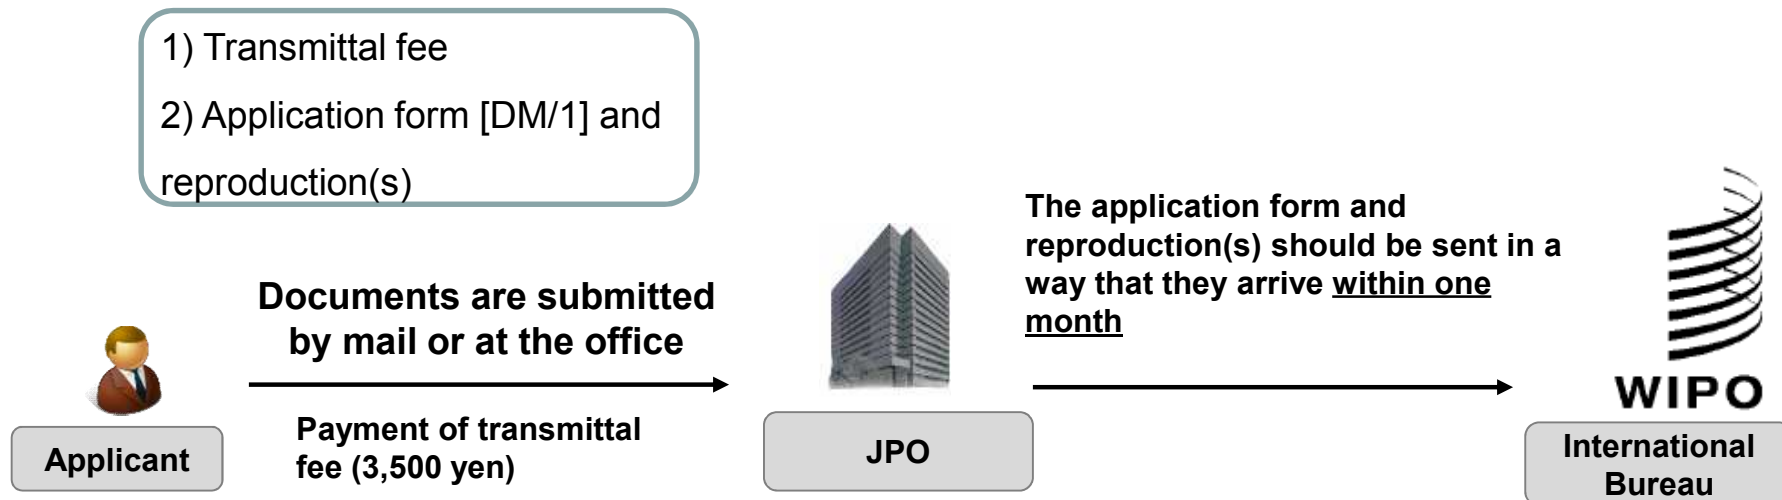 1) Transmittal fee
2) Application form [DM/1] and
reproduction(s)
Documents are submitted
by mail or at the office
Payment of transmittal
fee (3,500 yen)
Applicant
JPO
The application form and
reproduction(s) should be sent in a
way that they arrive within one
month
WIPO
International
Bureau